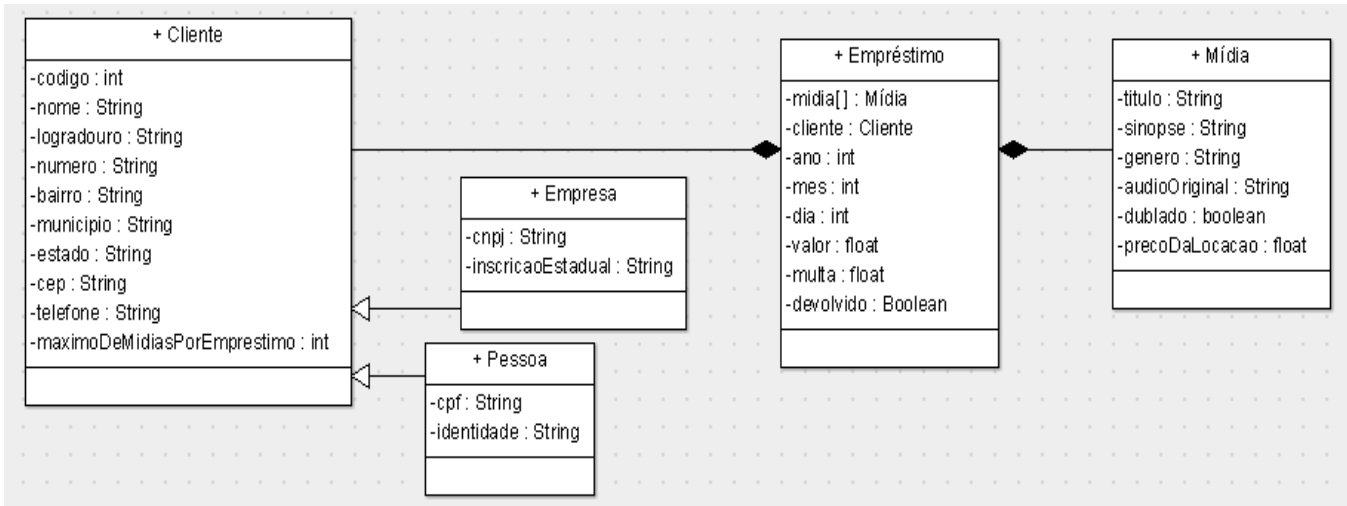 + Cliente
-codigo : int
-nome : String
-logradouro : String
-numero : String
-bairro : String
-municipio : String
-estado : String
-cep : String
-telefone : String
-maximoDeMidiasPorEmprestimo : int
+ Empresa
-cnpj : String
-inscricaoEstadual : String
+ Pessoa
-cpf : String
-identidade : String
+ Empréstimo
-midia[] : Mídia
-cliente : Cliente
-ano : int
-mes : int
-dia : int
-valor : float
-multa : float
-devolvido : Boolean
+ Mídia
-titulo : String
-sinopse : String
-genero : String
-audioOriginal : String
-dublado : boolean
-precoDaLocacao : float